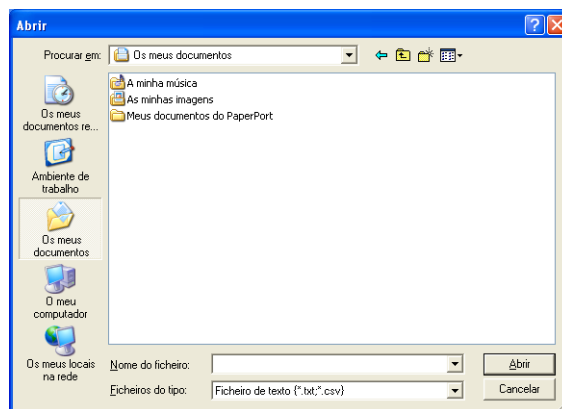 Abrir
Procurar em:
Os meus documentos
A minha música
As minhas imagens
Meus documentos do PaperPort
Os meus
documentos re...
Ambiente de
trabalho
Os meus
documentos
O meu
computador
Os meus locais
na rede
Nome do ficheiro:
Abrir
Ficheiros do tipo:
Ficheiro de texto {*.txt;*.csv}
Cancelar